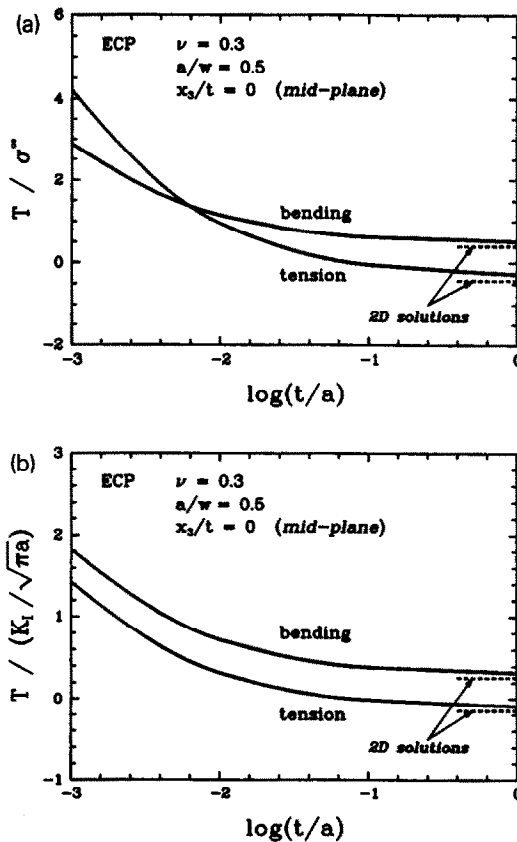 (a)
6
4
2
0
-2
T / σ^∞
ECP
ν = 0.3
a/w = 0.5
x₃/t = 0 (mid-plane)
bending
tension
2D solutions
-3
-2
-1
0
log(t/a)
(b)
3
2
1
0
-1
T / (K_I /√πa)
ECP
ν = 0.3
a/w = 0.5
x₃/t = 0 (mid-plane)
bending
tension
2D solutions
-3
-2
-1
0
log(t/a)